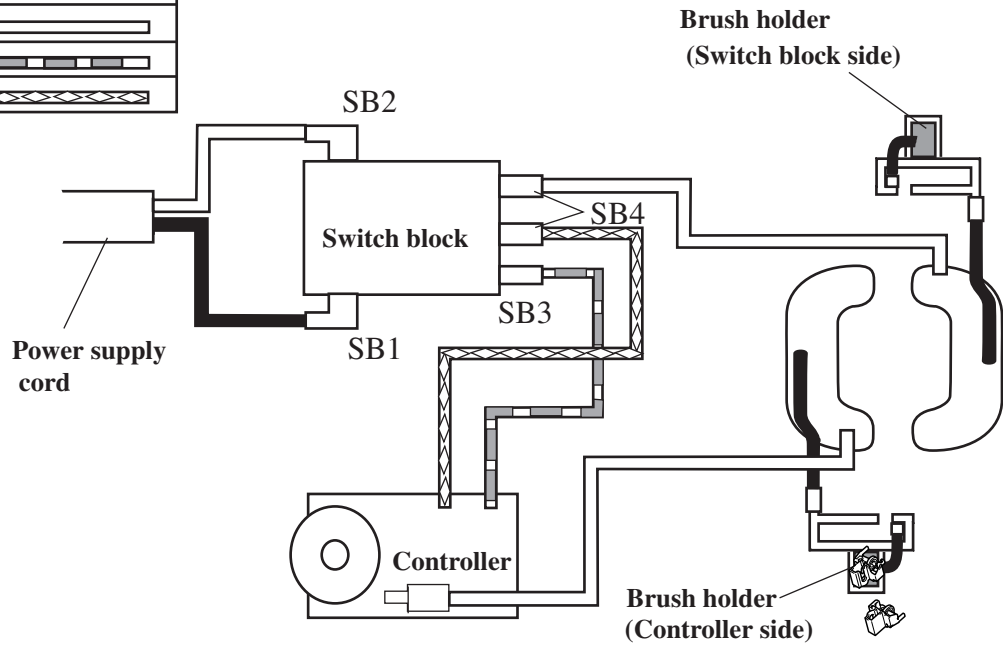 Brush holder
(Switch block side)
SB2
SB4
Switch block
SB3
SB1
Power supply
cord
Controller
Brush holder
(Controller side)